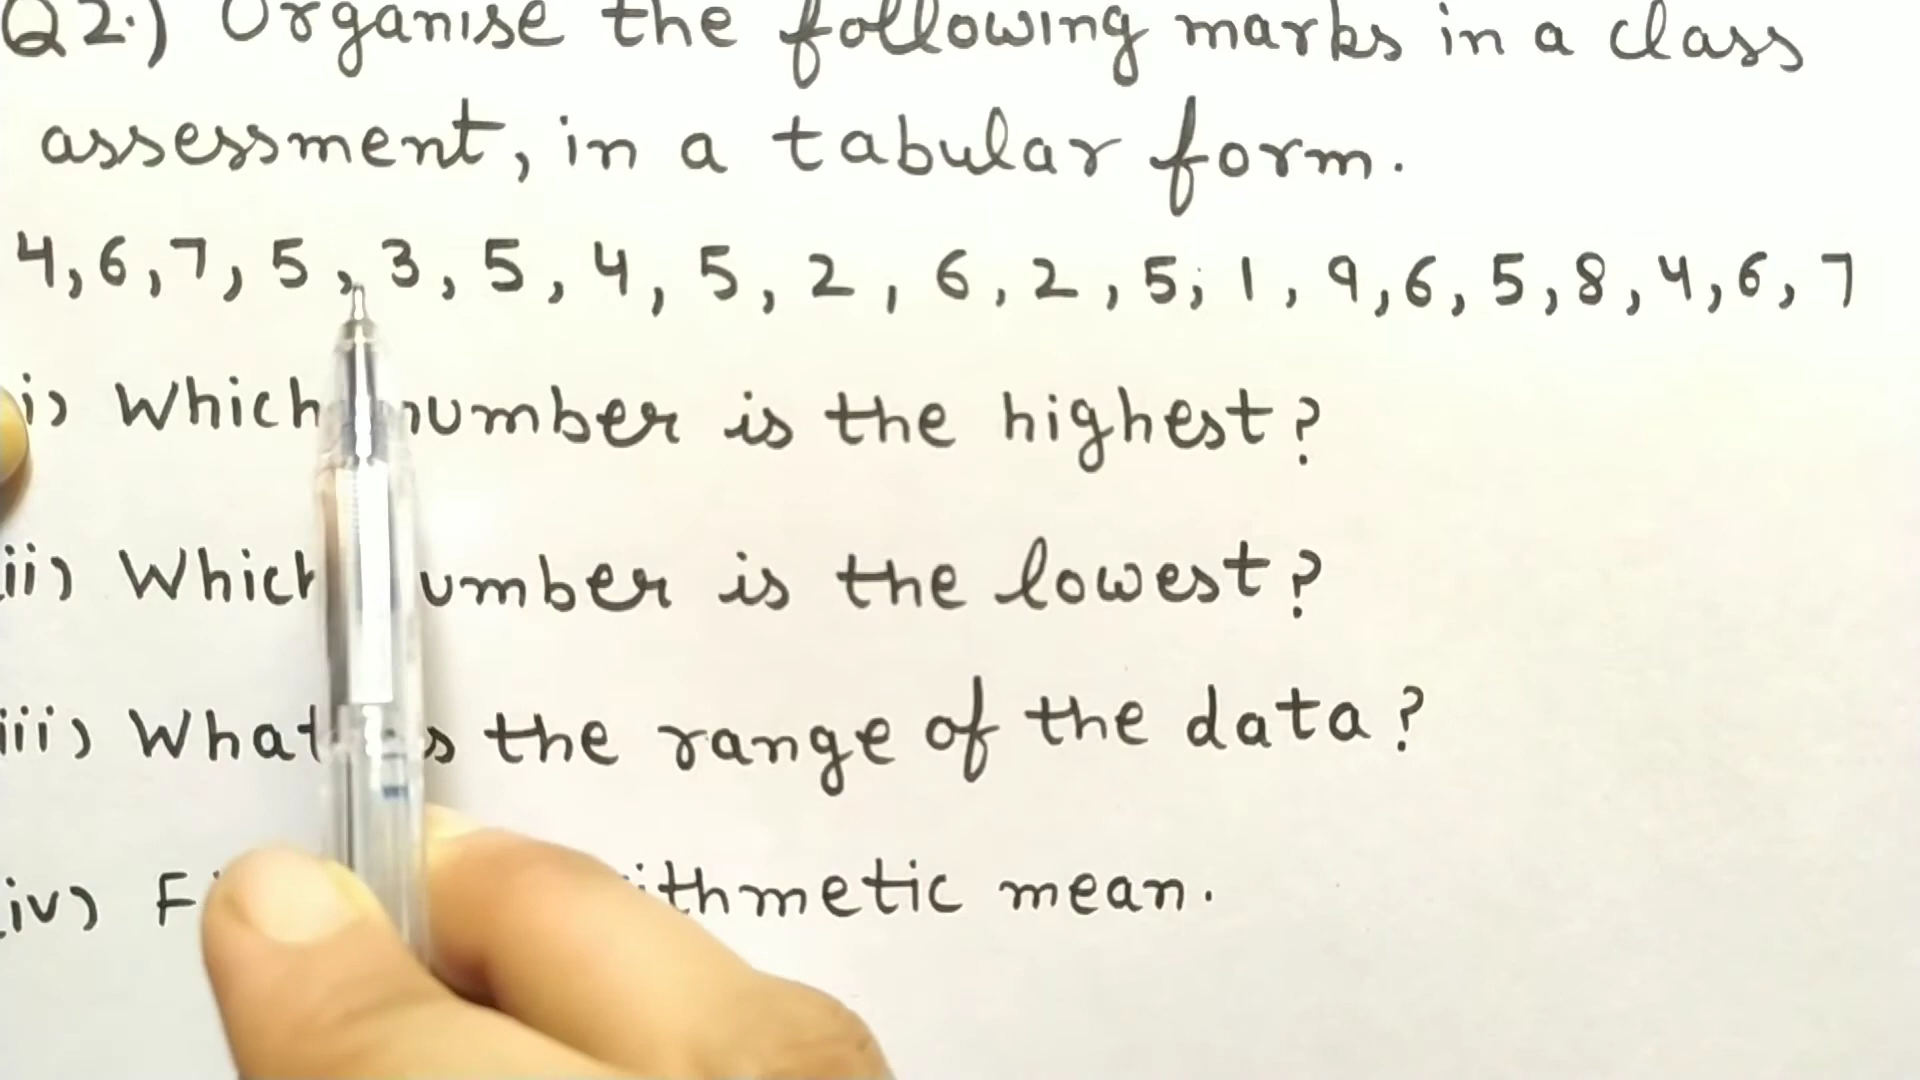 Q2.) Organise the following marks in a class
assessment, in a tabular form.
4, 6, 7, 5, 3, 5, 4, 5, 2, 6, 2, 5, 1, 9, 6, 5, 8, 4, 6, 7
i) Which number is the highest?
ii) Which number is the lowest?
iii) What is the range of the data?
iv) mean.